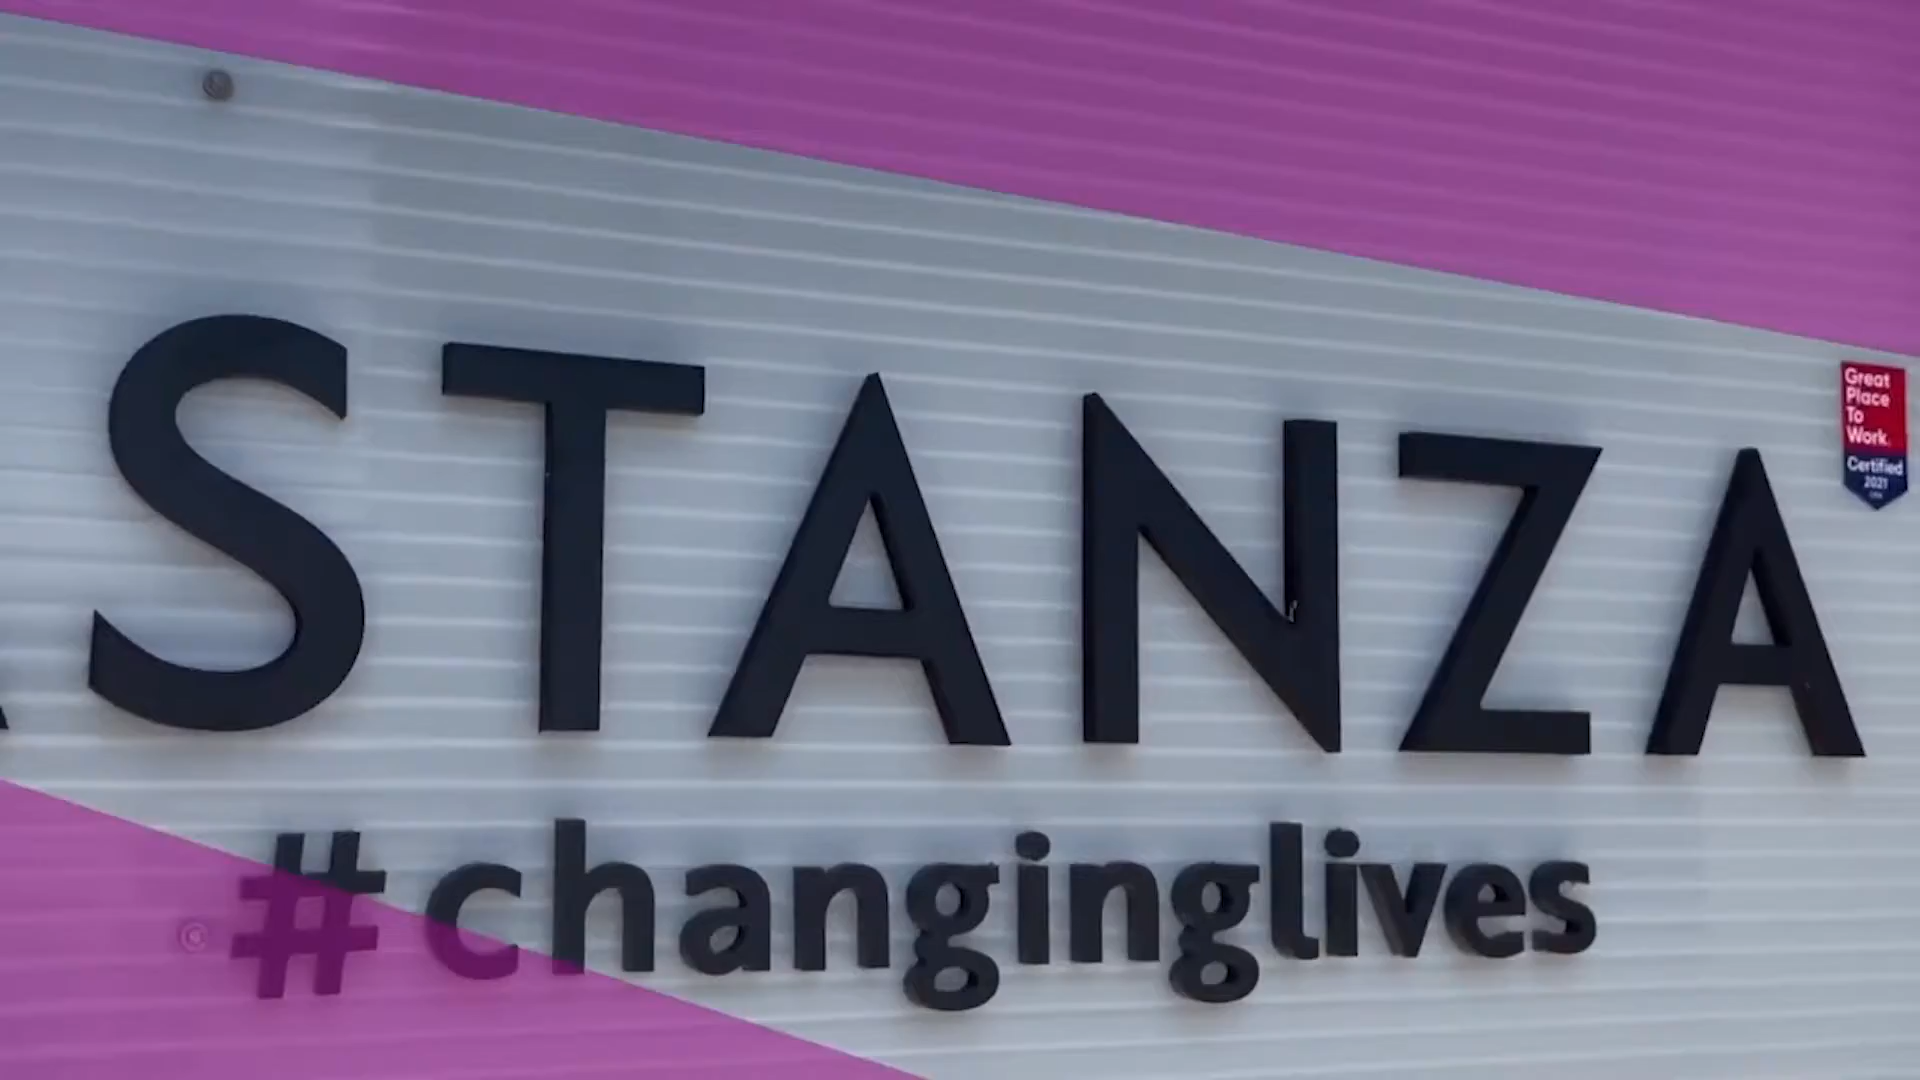 STANZA
#changinglives
Great
Place
To
Work.
Certified
2021